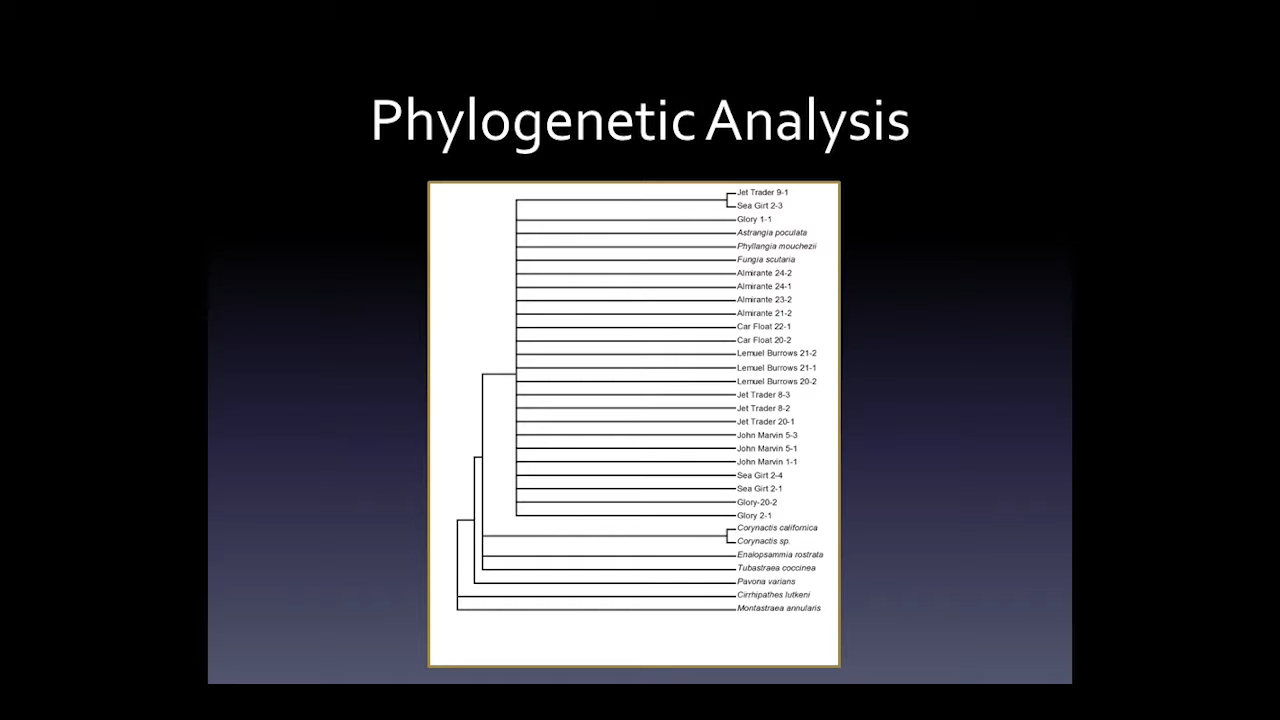 Phylogenetic Analysis
Jet Trader 9-1
Sea Girt 2-3
Glory 1-1
Astrangia poculata
Phyllangia mouchezii
Fungia scutaria
Almirante 24-2
Almirante 24-1
Almirante 23-2
Almirante 21-2
Car Float 22-1
Car Float 20-2
Lemuel Burrows 21-2
Lemuel Burrows 21-1
Lemuel Burrows 20-2
Jet Trader 8-3
Jet Trader 8-2
Jet Trader 20-1
John Marvin 5-3
John Marvin 5-1
John Marvin 1-1
Sea Girt 2-4
Sea Girt 2-1
Glory-20-2
Glory 2-1
Corynactis californica
Corynactis sp.
Enalopsammia rostrata
Tubastraea coccinea
Pavona varians
Cirrhipathes lutkeni
Montastraea annularis